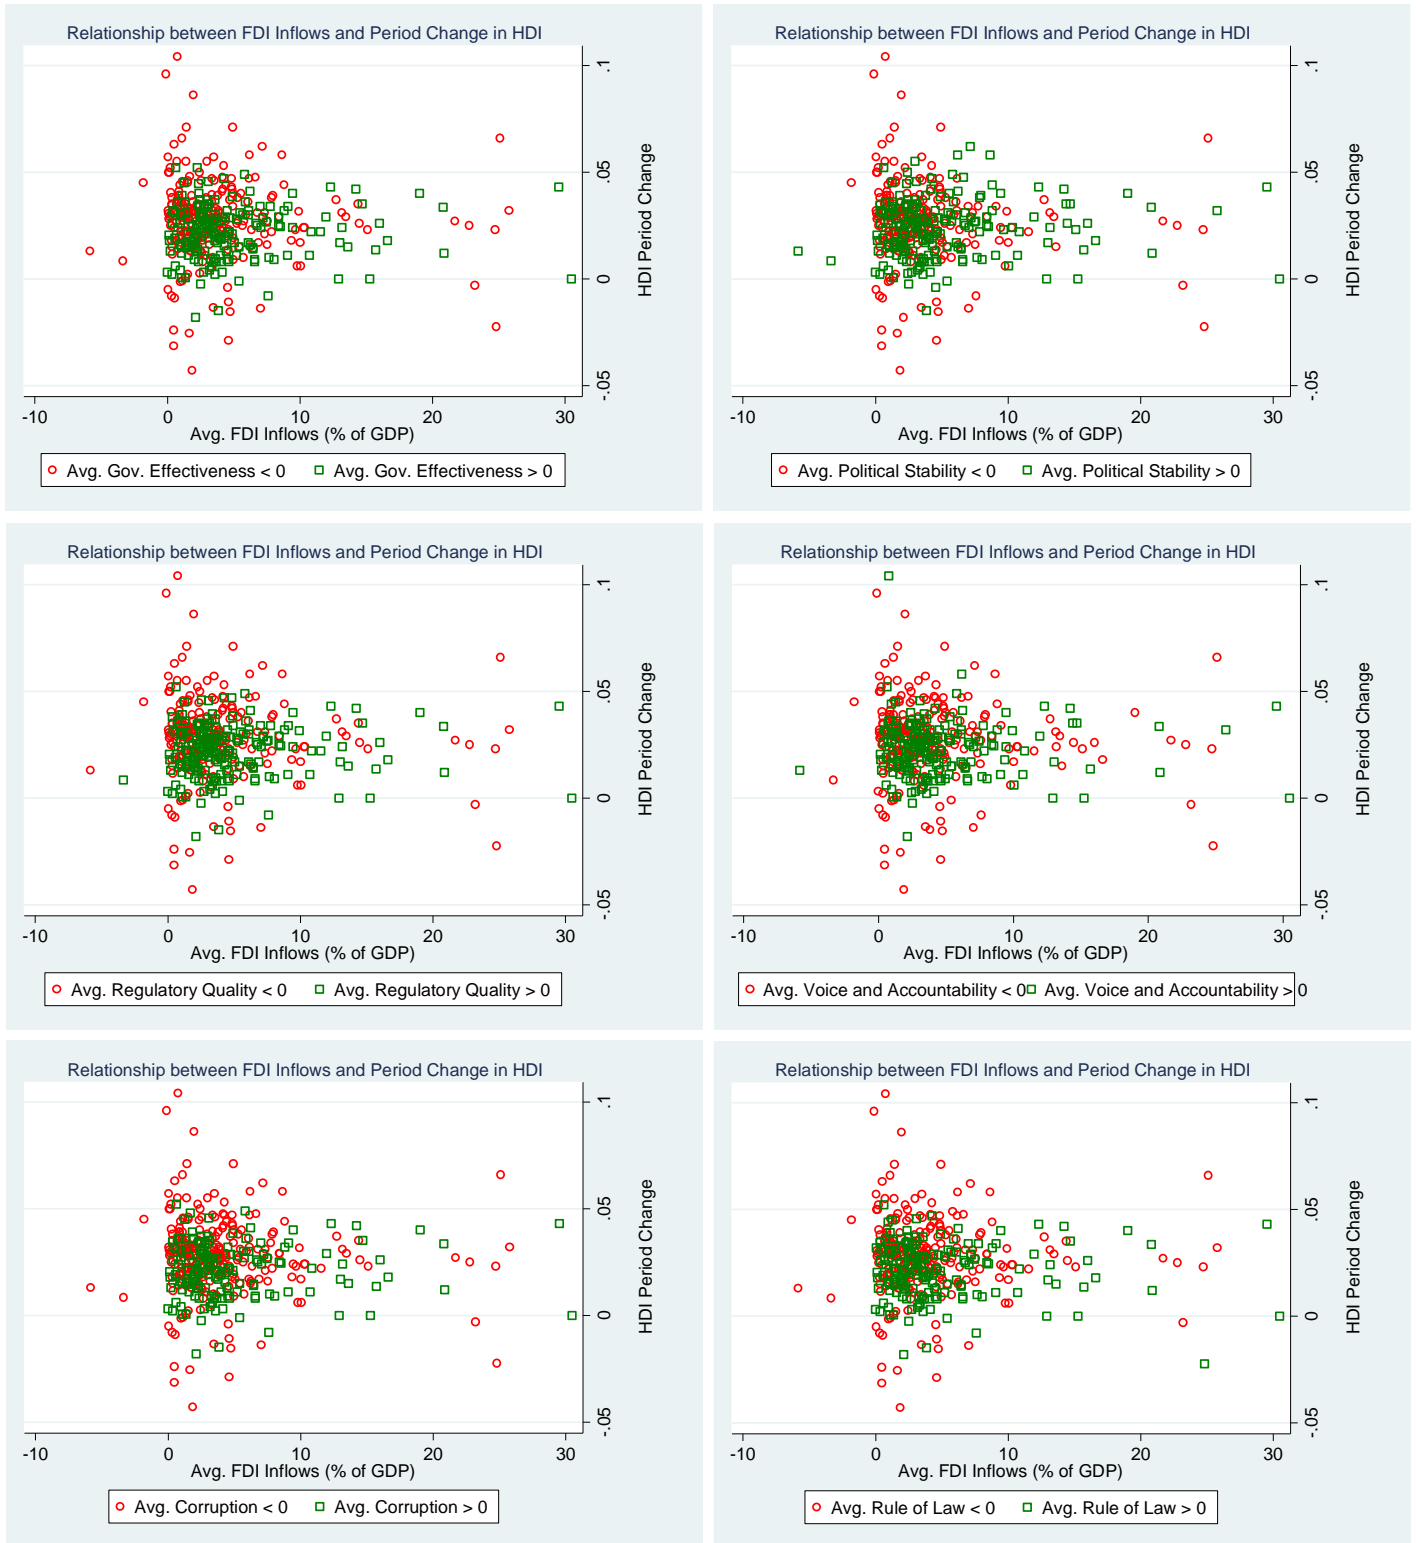 Relationship between FDI Inflows and Period Change in HDI
.1
.05
0
-.05
HDI Period Change
-10 0 10 20 30
Avg. FDI Inflows (% of GDP)
Avg. Gov. Effectiveness < 0 Avg. Gov. Effectiveness > 0
Relationship between FDI Inflows and Period Change in HDI
.1
.05
0
-.05
HDI Period Change
-10 0 10 20 30
Avg. FDI Inflows (% of GDP)
Avg. Political Stability < 0 Avg. Political Stability > 0
Relationship between FDI Inflows and Period Change in HDI
.1
.05
0
-.05
HDI Period Change
-10 0 10 20 30
Avg. FDI Inflows (% of GDP)
Avg. Regulatory Quality < 0 Avg. Regulatory Quality > 0
Relationship between FDI Inflows and Period Change in HDI
.1
.05
0
-.05
HDI Period Change
-10 0 10 20 30
Avg. FDI Inflows (% of GDP)
Avg. Voice and Accountability < 0 Avg. Voice and Accountability > 0
Relationship between FDI Inflows and Period Change in HDI
.1
.05
0
-.05
HDI Period Change
-10 0 10 20 30
Avg. FDI Inflows (% of GDP)
Avg. Corruption < 0 Avg. Corruption > 0
Relationship between FDI Inflows and Period Change in HDI
.1
.05
0
-.05
HDI Period Change
-10 0 10 20 30
Avg. FDI Inflows (% of GDP)
Avg. Rule of Law < 0 Avg. Rule of Law > 0